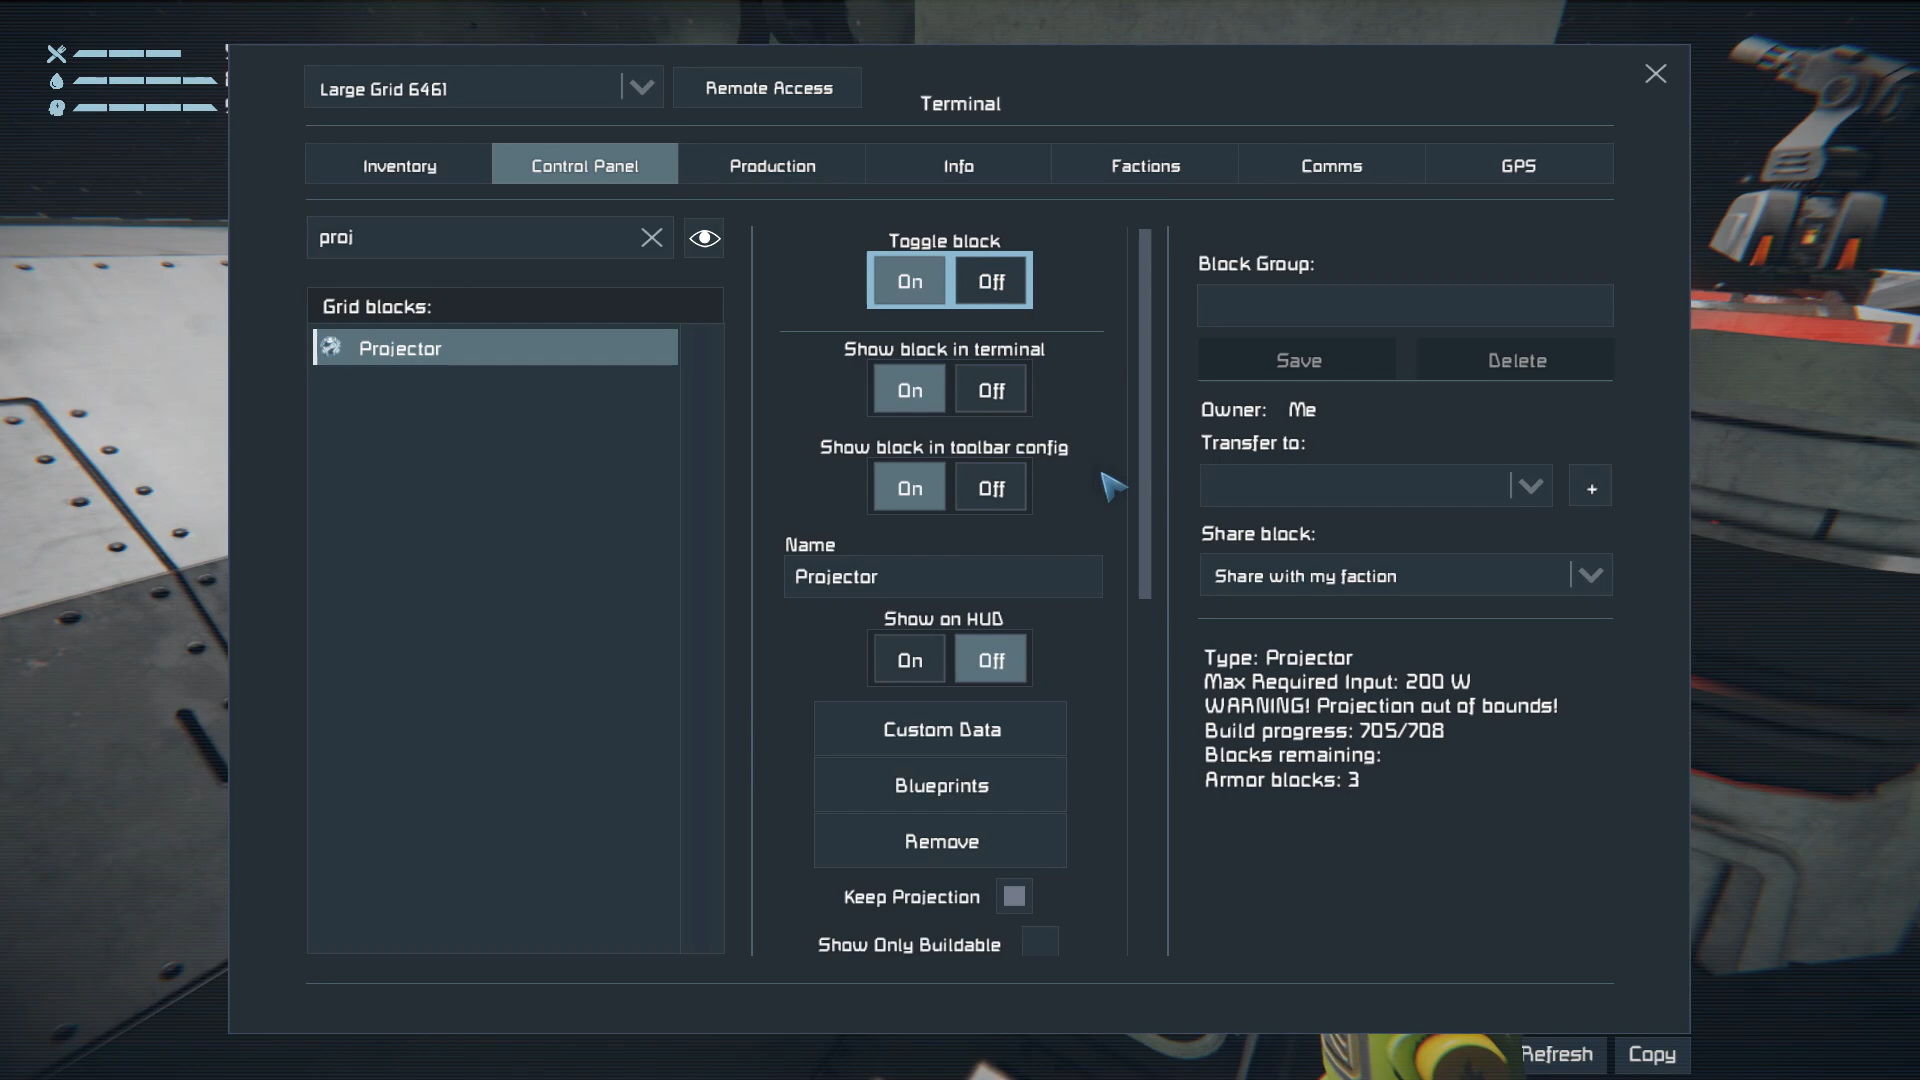 Large Grid 6461
Remote Access
Terminal
Inventory
Control Panel
Production
Info
Factions
Comms
GPS
proj
Grid blocks:
Projector
Toggle block
On Off
Show block in terminal
On Off
Show block in toolbar config
On Off
Name
Projector
Show on HUD
On Off
Custom Data
Blueprints
Remove
Keep Projection
Show Only Buildable
Block Group:
Save
Delete
Owner: Me
Transfer to:
+
Share block:
Share with my faction
Type: Projector
Max Required Input: 200 W
WARNING! Projection out of bounds!
Build progress: 705/708
Blocks remaining:
Armor blocks: 3
Refresh
Copy